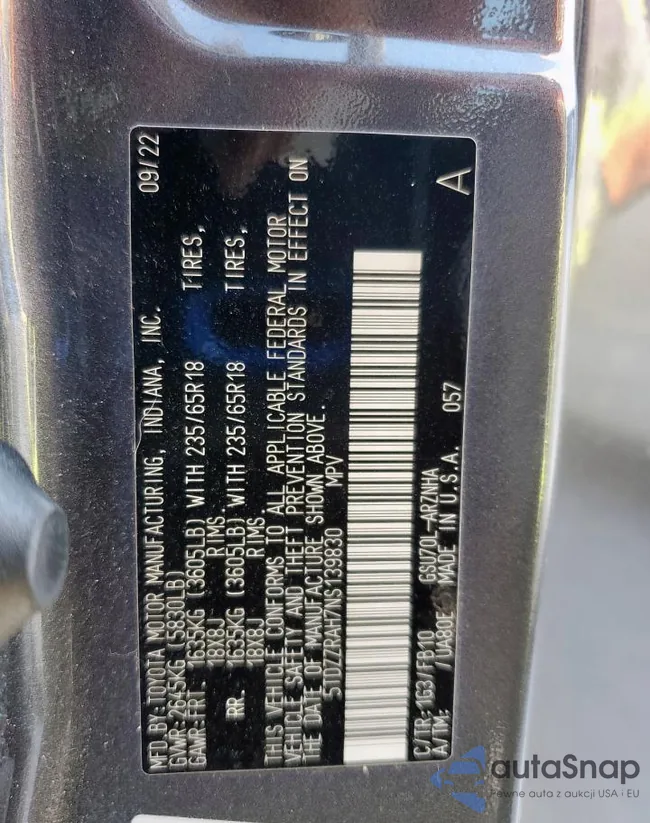 MFD BY: TOYOTA MOTOR MANUFACTURING, INDIANA, INC. 09/22
GVWR: 2645KG (5830LB)
GAWR: FRT 1635KG (3605LB) WITH 235/65R18 TIRES,
18X8J RIMS
RR. 1635KG (3605LB) WITH 235/65R18 TIRES,
18X8J RIMS
THIS VEHICLE CONFORMS TO ALL APPLICABLE FEDERAL MOTOR
VEHICLE SAFETY AND THEFT PREVENTION STANDARDS IN EFFECT ON
THE DATE OF MANUFACTURE SHOWN ABOVE.
5TDZZRAH7NS139830 MPV
C/TR: 1G3/FB10 GSU70L-ARZNHA
A/TM: /UA80E MADE IN U.S.A. 057 A
autaSnap
Pewne auta z aukcji USA i EU